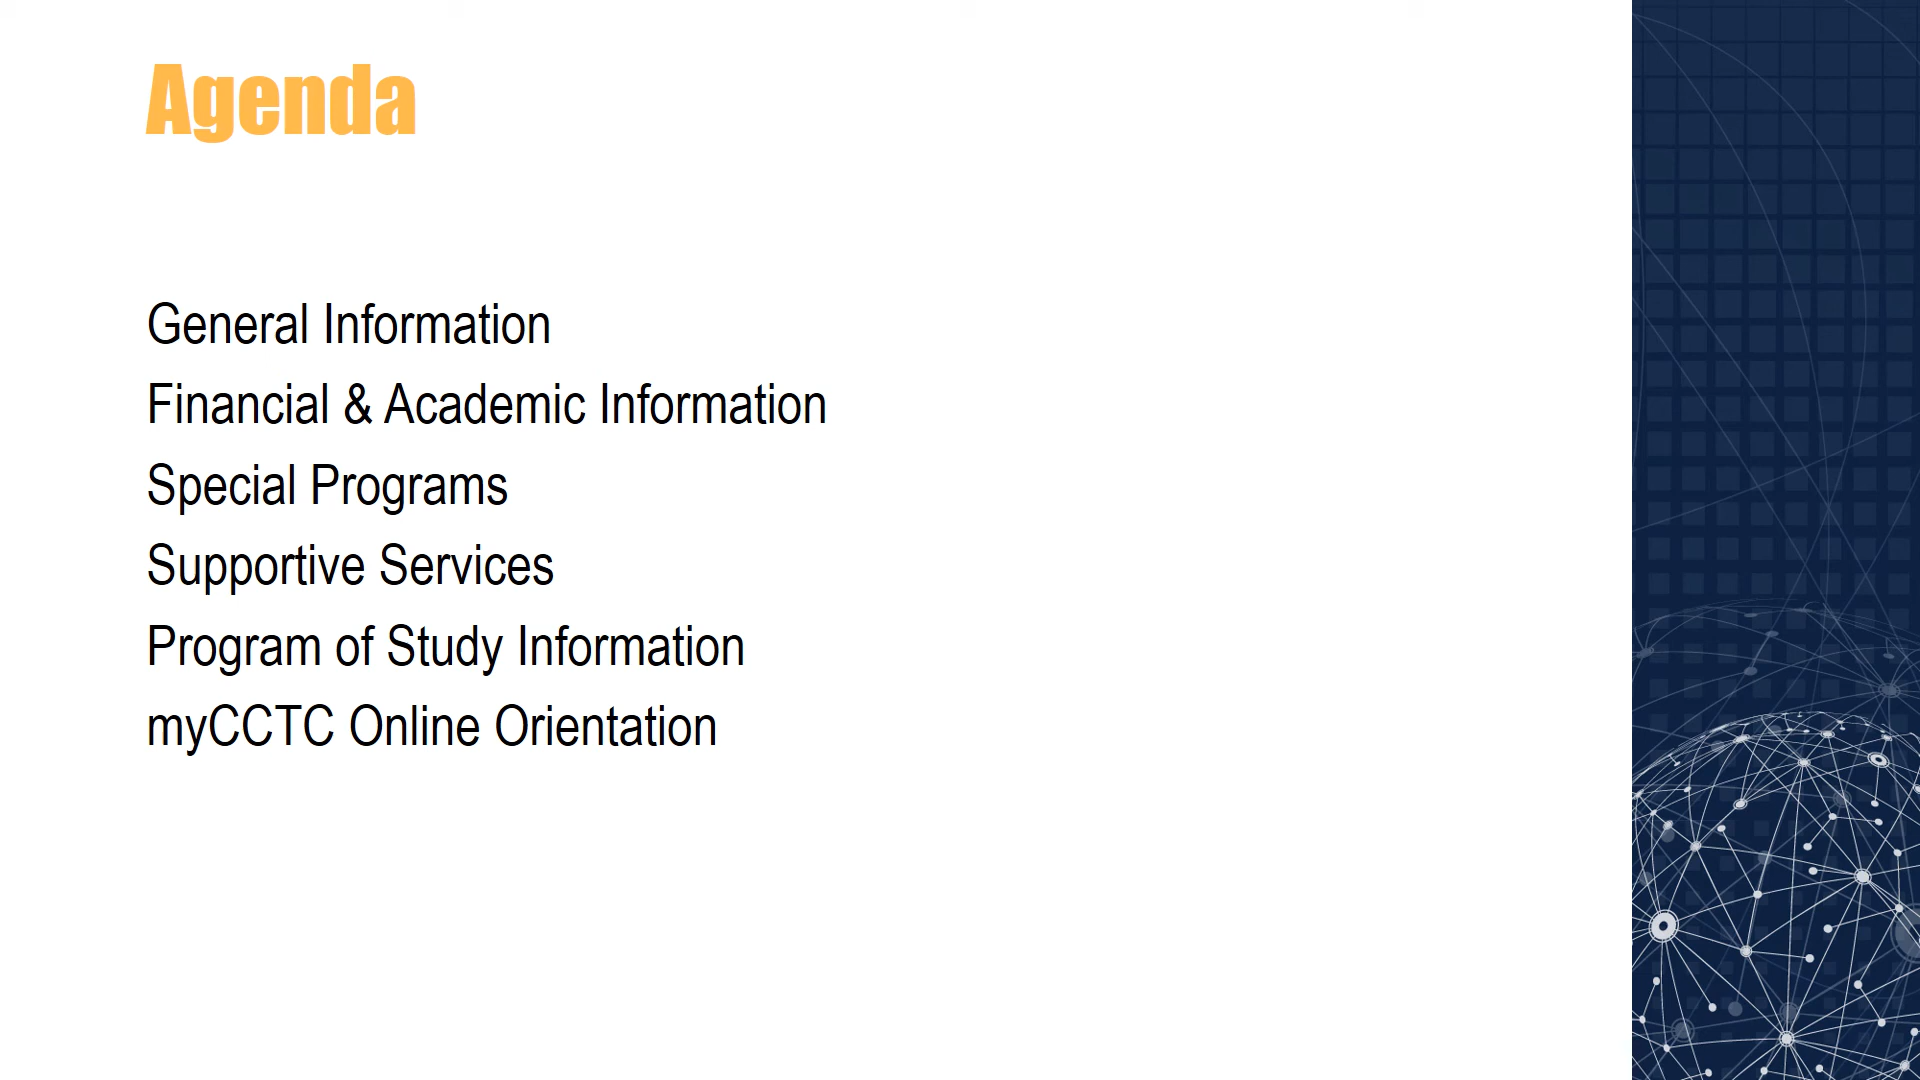 Agenda
General Information
Financial & Academic Information
Special Programs
Supportive Services
Program of Study Information
myCCTC Online Orientation